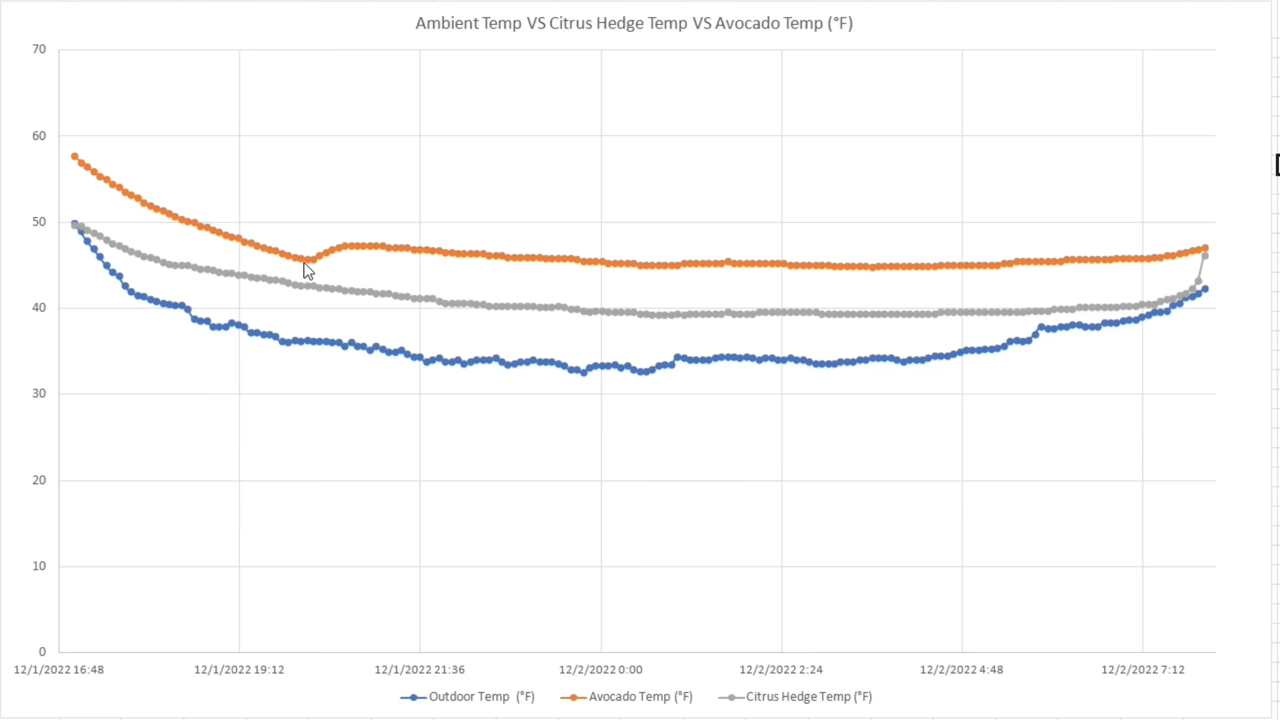 Ambient Temp VS Citrus Hedge Temp VS Avocado Temp (°F)
70
60
50
40
30
20
10
0
12/1/2022 16:48 12/1/2022 19:12 12/1/2022 21:36 12/2/2022 0:00 12/2/2022 2:24 12/2/2022 4:48 12/2/2022 7:12
Outdoor Temp (°F) Avocado Temp (°F) Citrus Hedge Temp (°F)